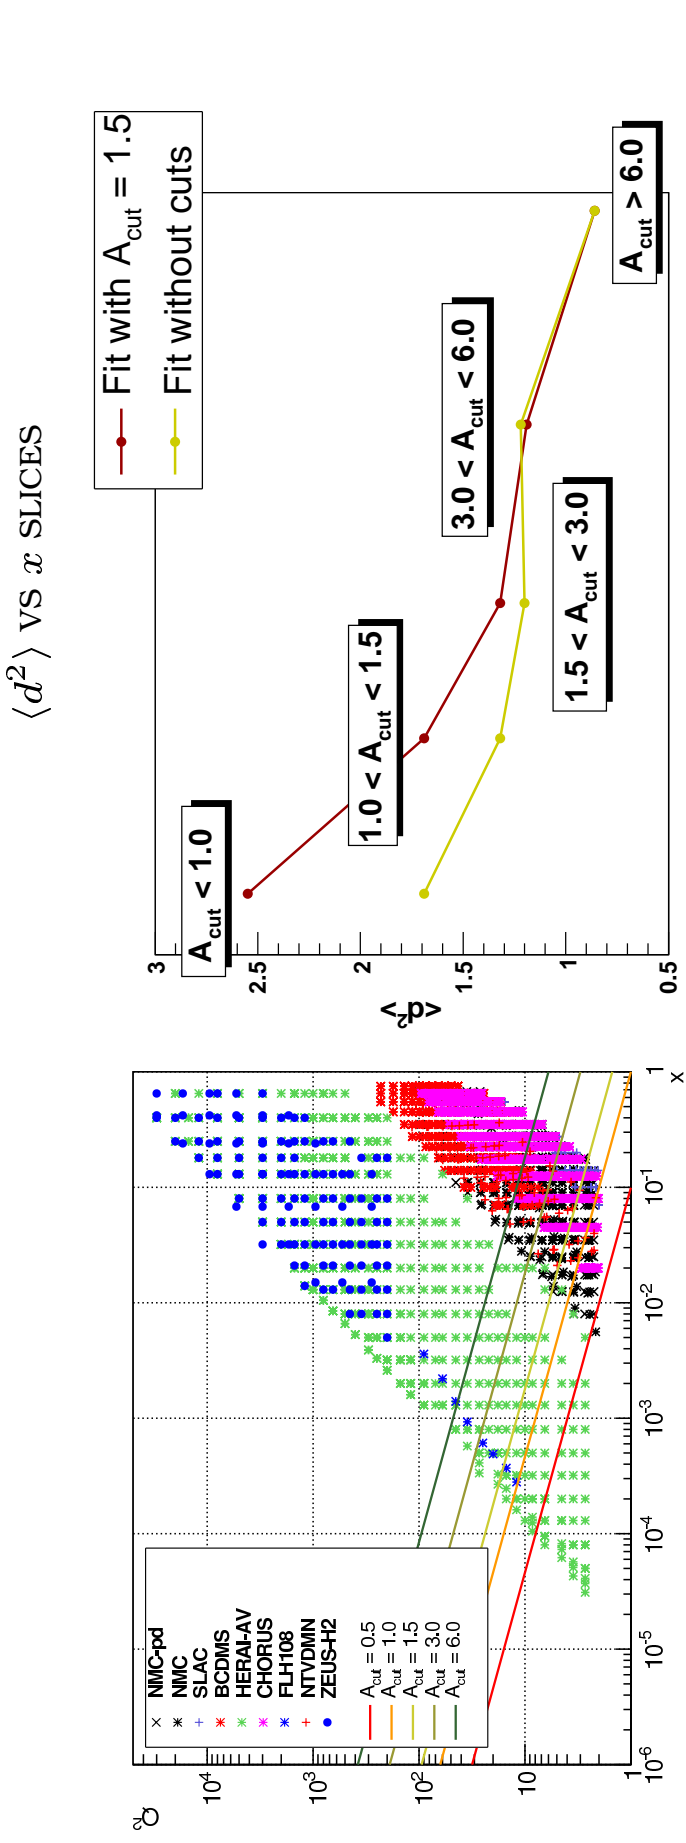 ⟨d²⟩ VS x SLICES
Q²
10⁴
10³
10²
10
1
10⁻⁶
10⁻⁵
10⁻⁴
10⁻³
10⁻²
10⁻¹
1
x
NMC-pd
NMC
SLAC
BCDMS
HERAI-AV
CHORUS
FLH108
NTVDMN
ZEUS-H2
A_cut = 0.5
A_cut = 1.0
A_cut = 1.5
A_cut = 3.0
A_cut = 6.0
<d²>
3
2.5
2
1.5
1
0.5
Fit with A_cut = 1.5
Fit without cuts
A_cut < 1.0
1.0 < A_cut < 1.5
1.5 < A_cut < 3.0
3.0 < A_cut < 6.0
A_cut > 6.0